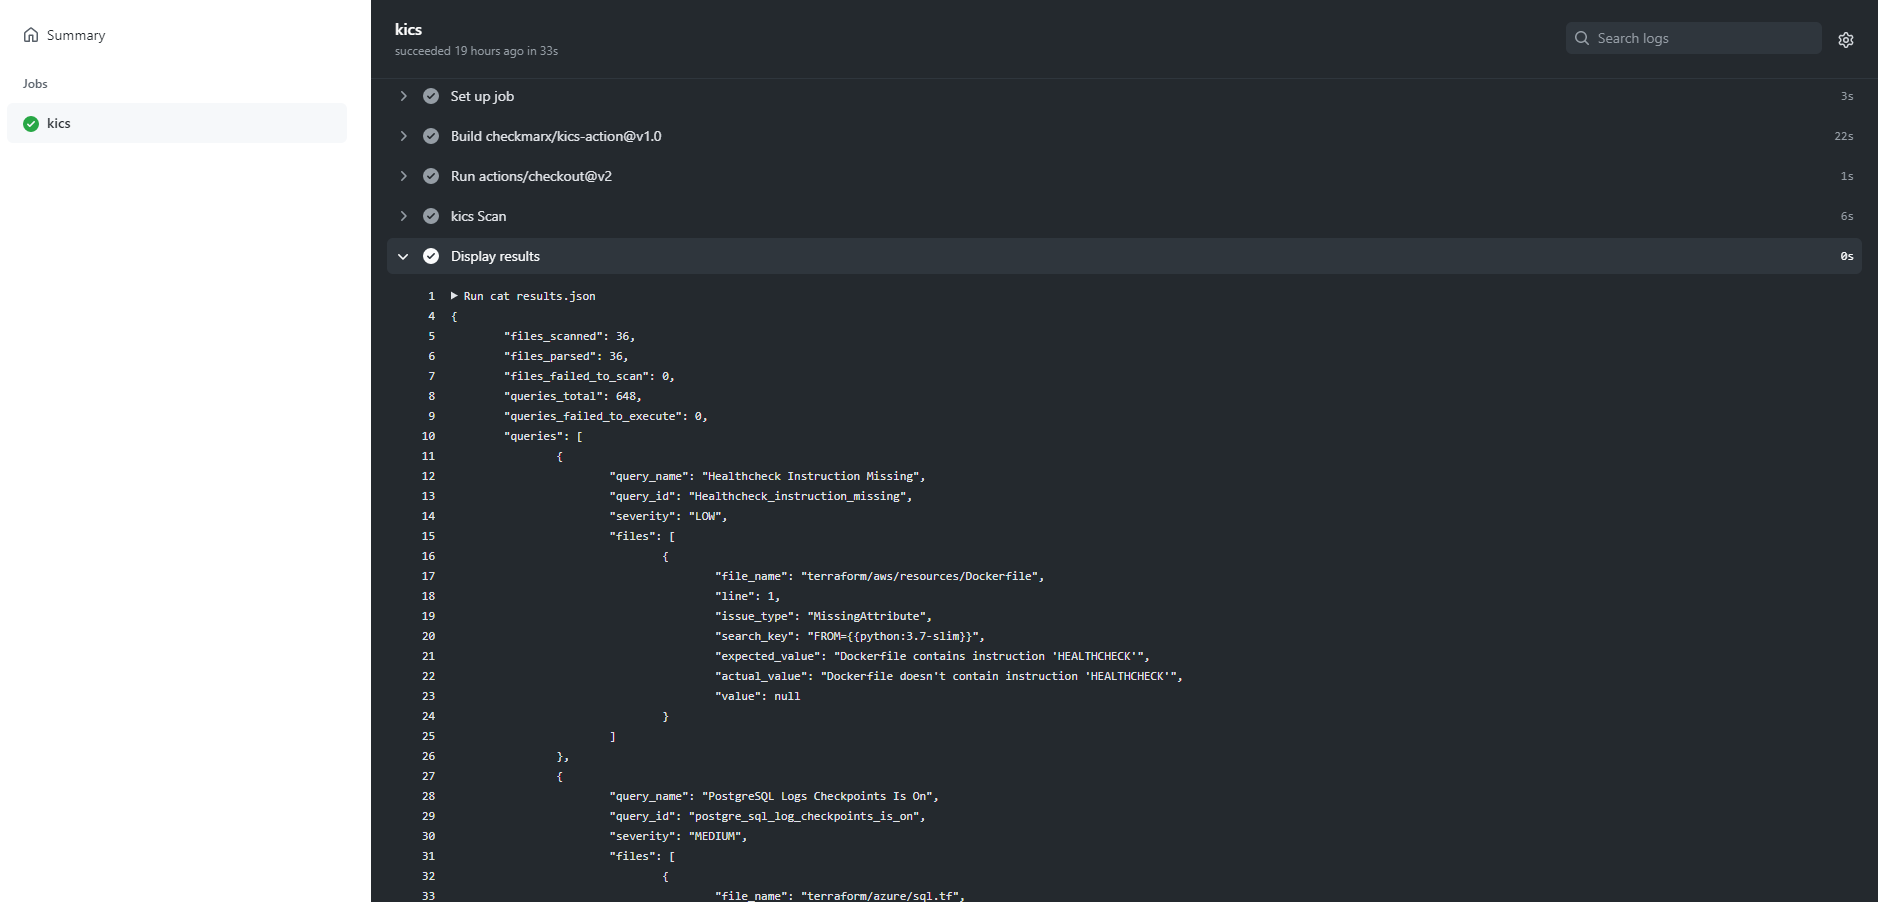 Summary
Jobs
kics
kics
succeeded 19 hours ago in 33s
Search logs
Set up job 3s
Build checkmarx/kics-action@v1.0 22s
Run actions/checkout@v2 1s
kics Scan 6s
Display results 0s
1 ▶ Run cat results.json
4 {
5 "files_scanned": 36,
6 "files_parsed": 36,
7 "files_failed_to_scan": 0,
8 "queries_total": 648,
9 "queries_failed_to_execute": 0,
10 "queries": [
11 {
12 "query_name": "Healthcheck Instruction Missing",
13 "query_id": "Healthcheck_instruction_missing",
14 "severity": "LOW",
15 "files": [
16 {
17 "file_name": "terraform/aws/resources/Dockerfile",
18 "line": 1,
19 "issue_type": "MissingAttribute",
20 "search_key": "FROM={{python:3.7-slim}}",
21 "expected_value": "Dockerfile contains instruction 'HEALTHCHECK'",
22 "actual_value": "Dockerfile doesn't contain instruction 'HEALTHCHECK'",
23 "value": null
24 }
25 ]
26 },
27 {
28 "query_name": "PostgreSQL Logs Checkpoints Is On",
29 "query_id": "postgre_sql_log_checkpoints_is_on",
30 "severity": "MEDIUM",
31 "files": [
32 {
33 "file_name": "terraform/azure/sql.tf",